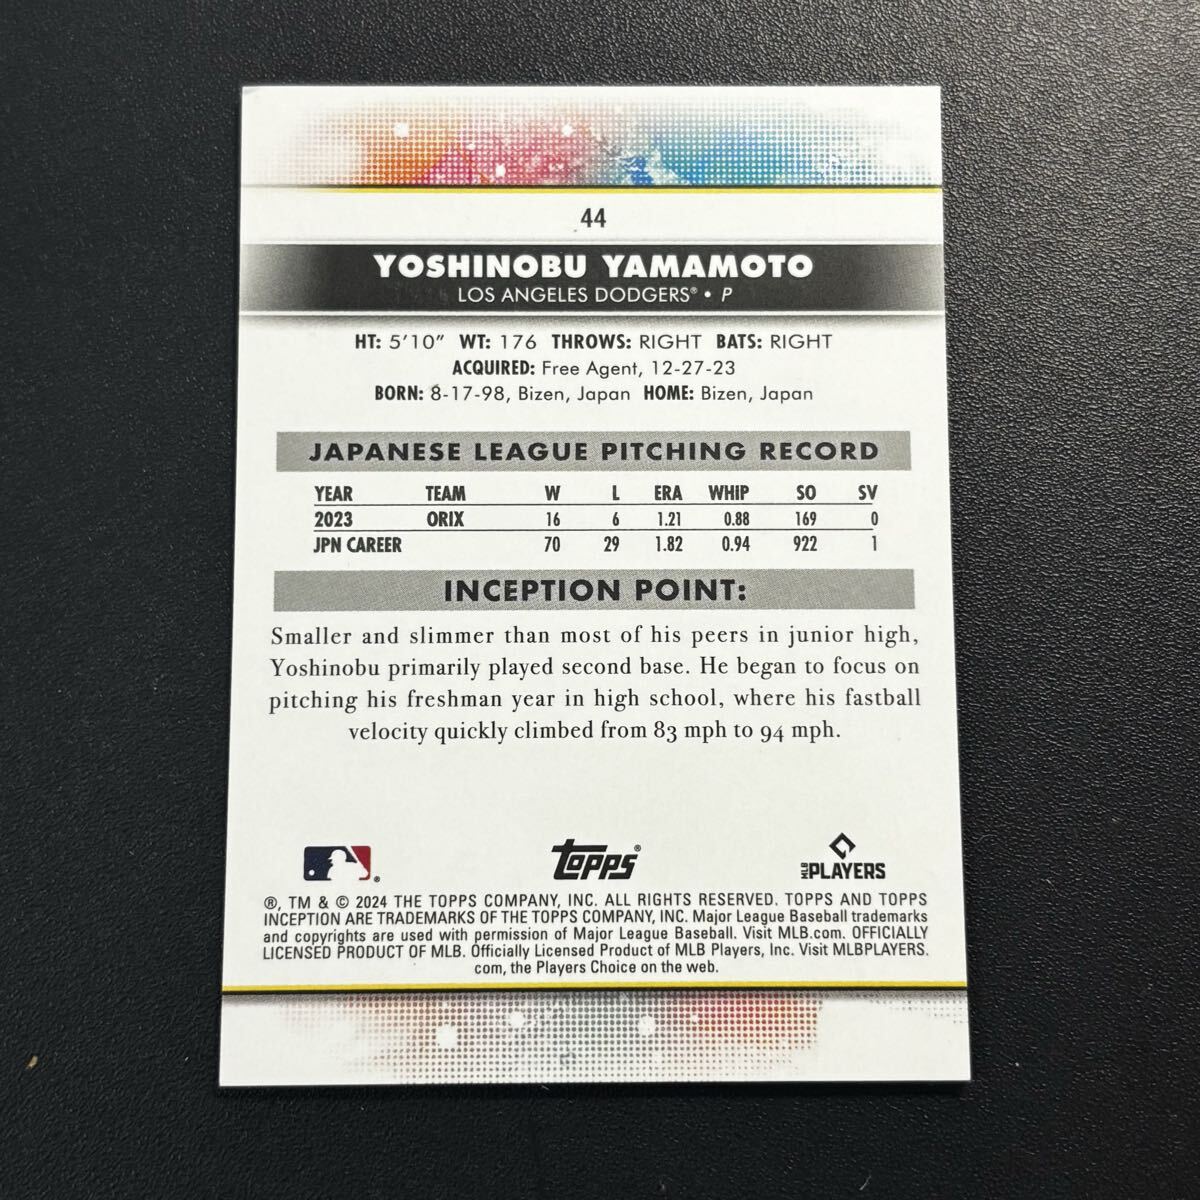 44
YOSHINOBU YAMAMOTO
LOS ANGELES DODGERS® • P
HT: 5'10" WT: 176 THROWS: RIGHT BATS: RIGHT
ACQUIRED: Free Agent, 12-27-23
BORN: 8-17-98, Bizen, Japan HOME: Bizen, Japan
JAPANESE LEAGUE PITCHING RECORD
YEAR TEAM W L ERA WHIP SO SV
2023 ORIX 16 6 1.21 0.88 169 0
JPN CAREER 70 29 1.82 0.94 922 1
INCEPTION POINT:
Smaller and slimmer than most of his peers in junior high,
Yoshinobu primarily played second base. He began to focus on
pitching his freshman year in high school, where his fastball
velocity quickly climbed from 83 mph to 94 mph.
topps®
MLB PLAYERS
®, TM & © 2024 THE TOPPS COMPANY, INC. ALL RIGHTS RESERVED. TOPPS AND TOPPS
INCEPTION ARE TRADEMARKS OF THE TOPPS COMPANY, INC. Major League Baseball trademarks
and copyrights are used with permission of Major League Baseball. Visit MLB.com. OFFICIALLY
LICENSED PRODUCT OF MLB. Officially Licensed Product of MLB Players, Inc. Visit MLBPLAYERS.
com, the Players Choice on the web.